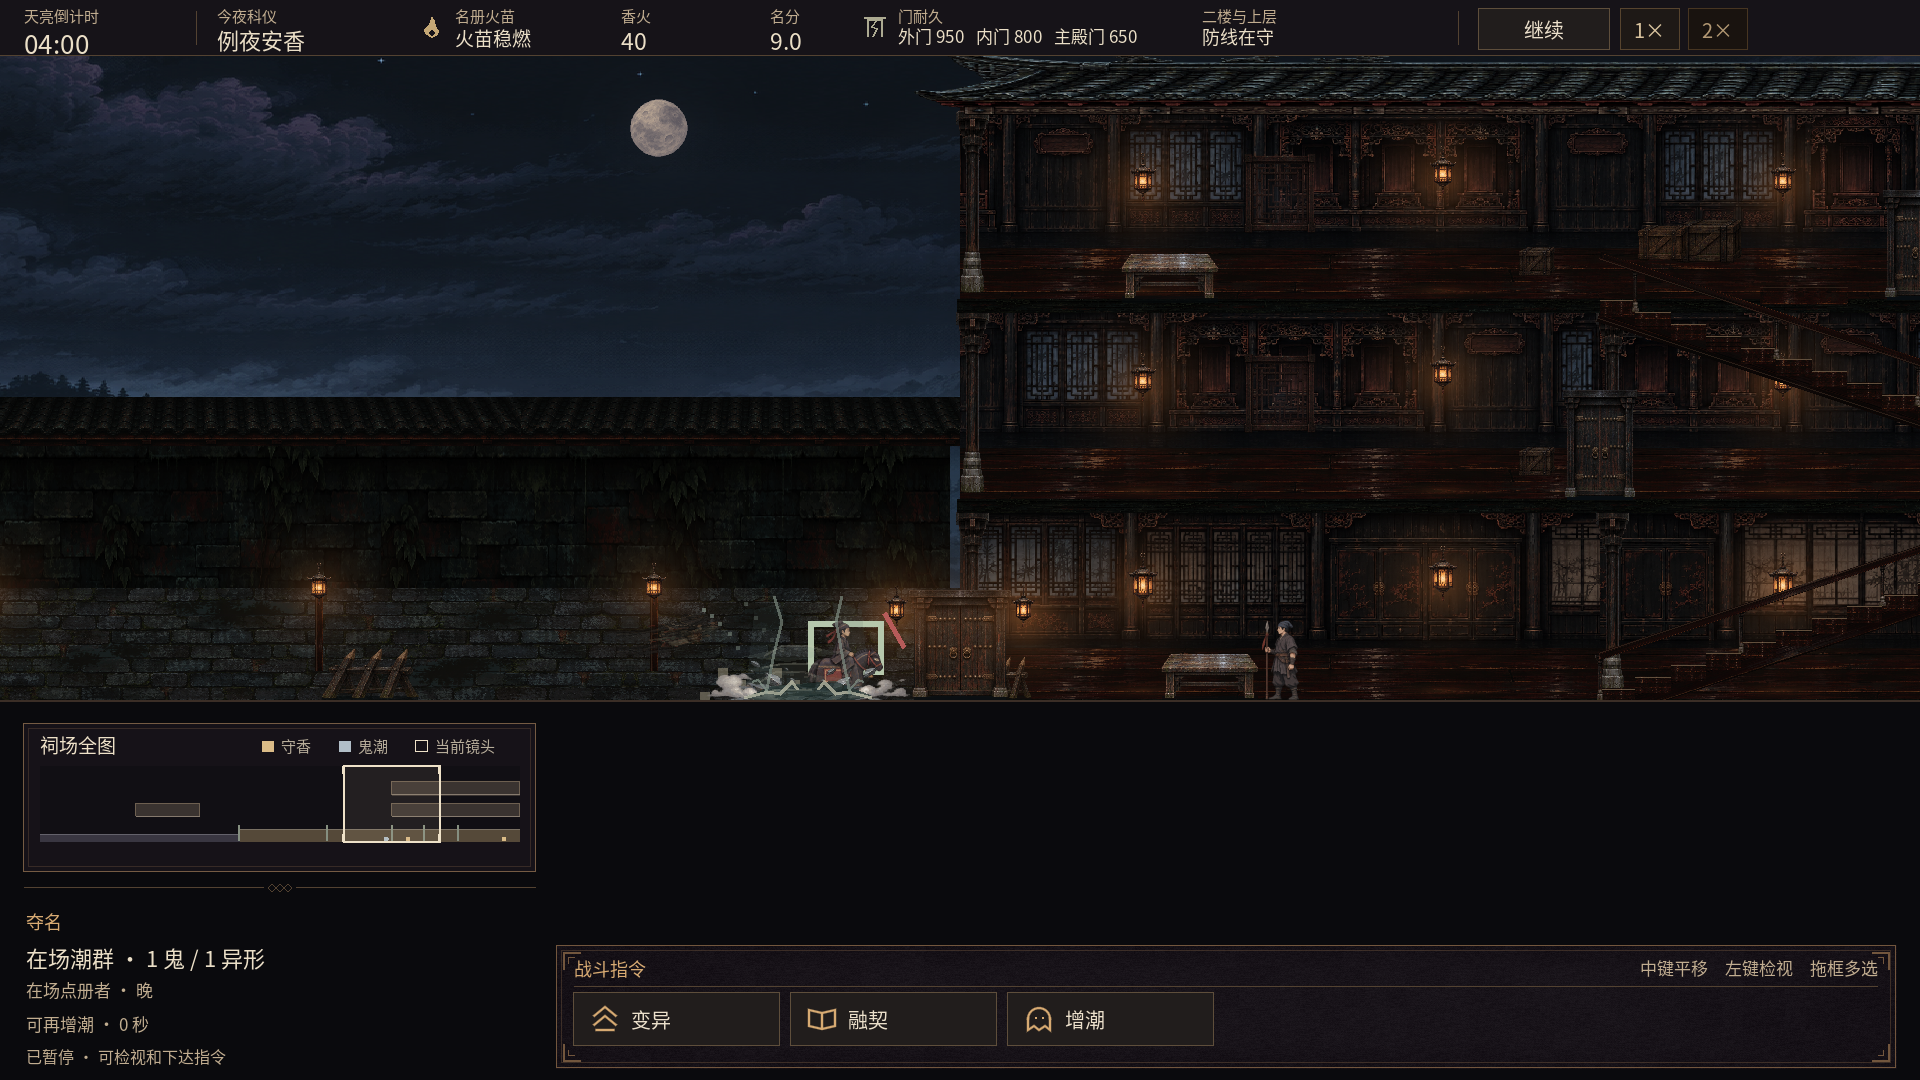 天亮倒计时
04:00
今夜科仪
例夜安香
名册火苗
火苗稳燃
香火
40
名分
9.0
门耐久
外门 950 内门 800 主殿门 650
二楼与上层
防线在守
继续
1×
2×
祠场全图
守香
鬼潮
当前镜头
夺名
在场潮群 · 1 鬼 / 1 异形
在场点册者 · 晚
可再增潮 · 0 秒
已暂停 · 可检视和下达指令
战斗指令
中键平移 左键检视 拖框多选
变异
融契
增潮